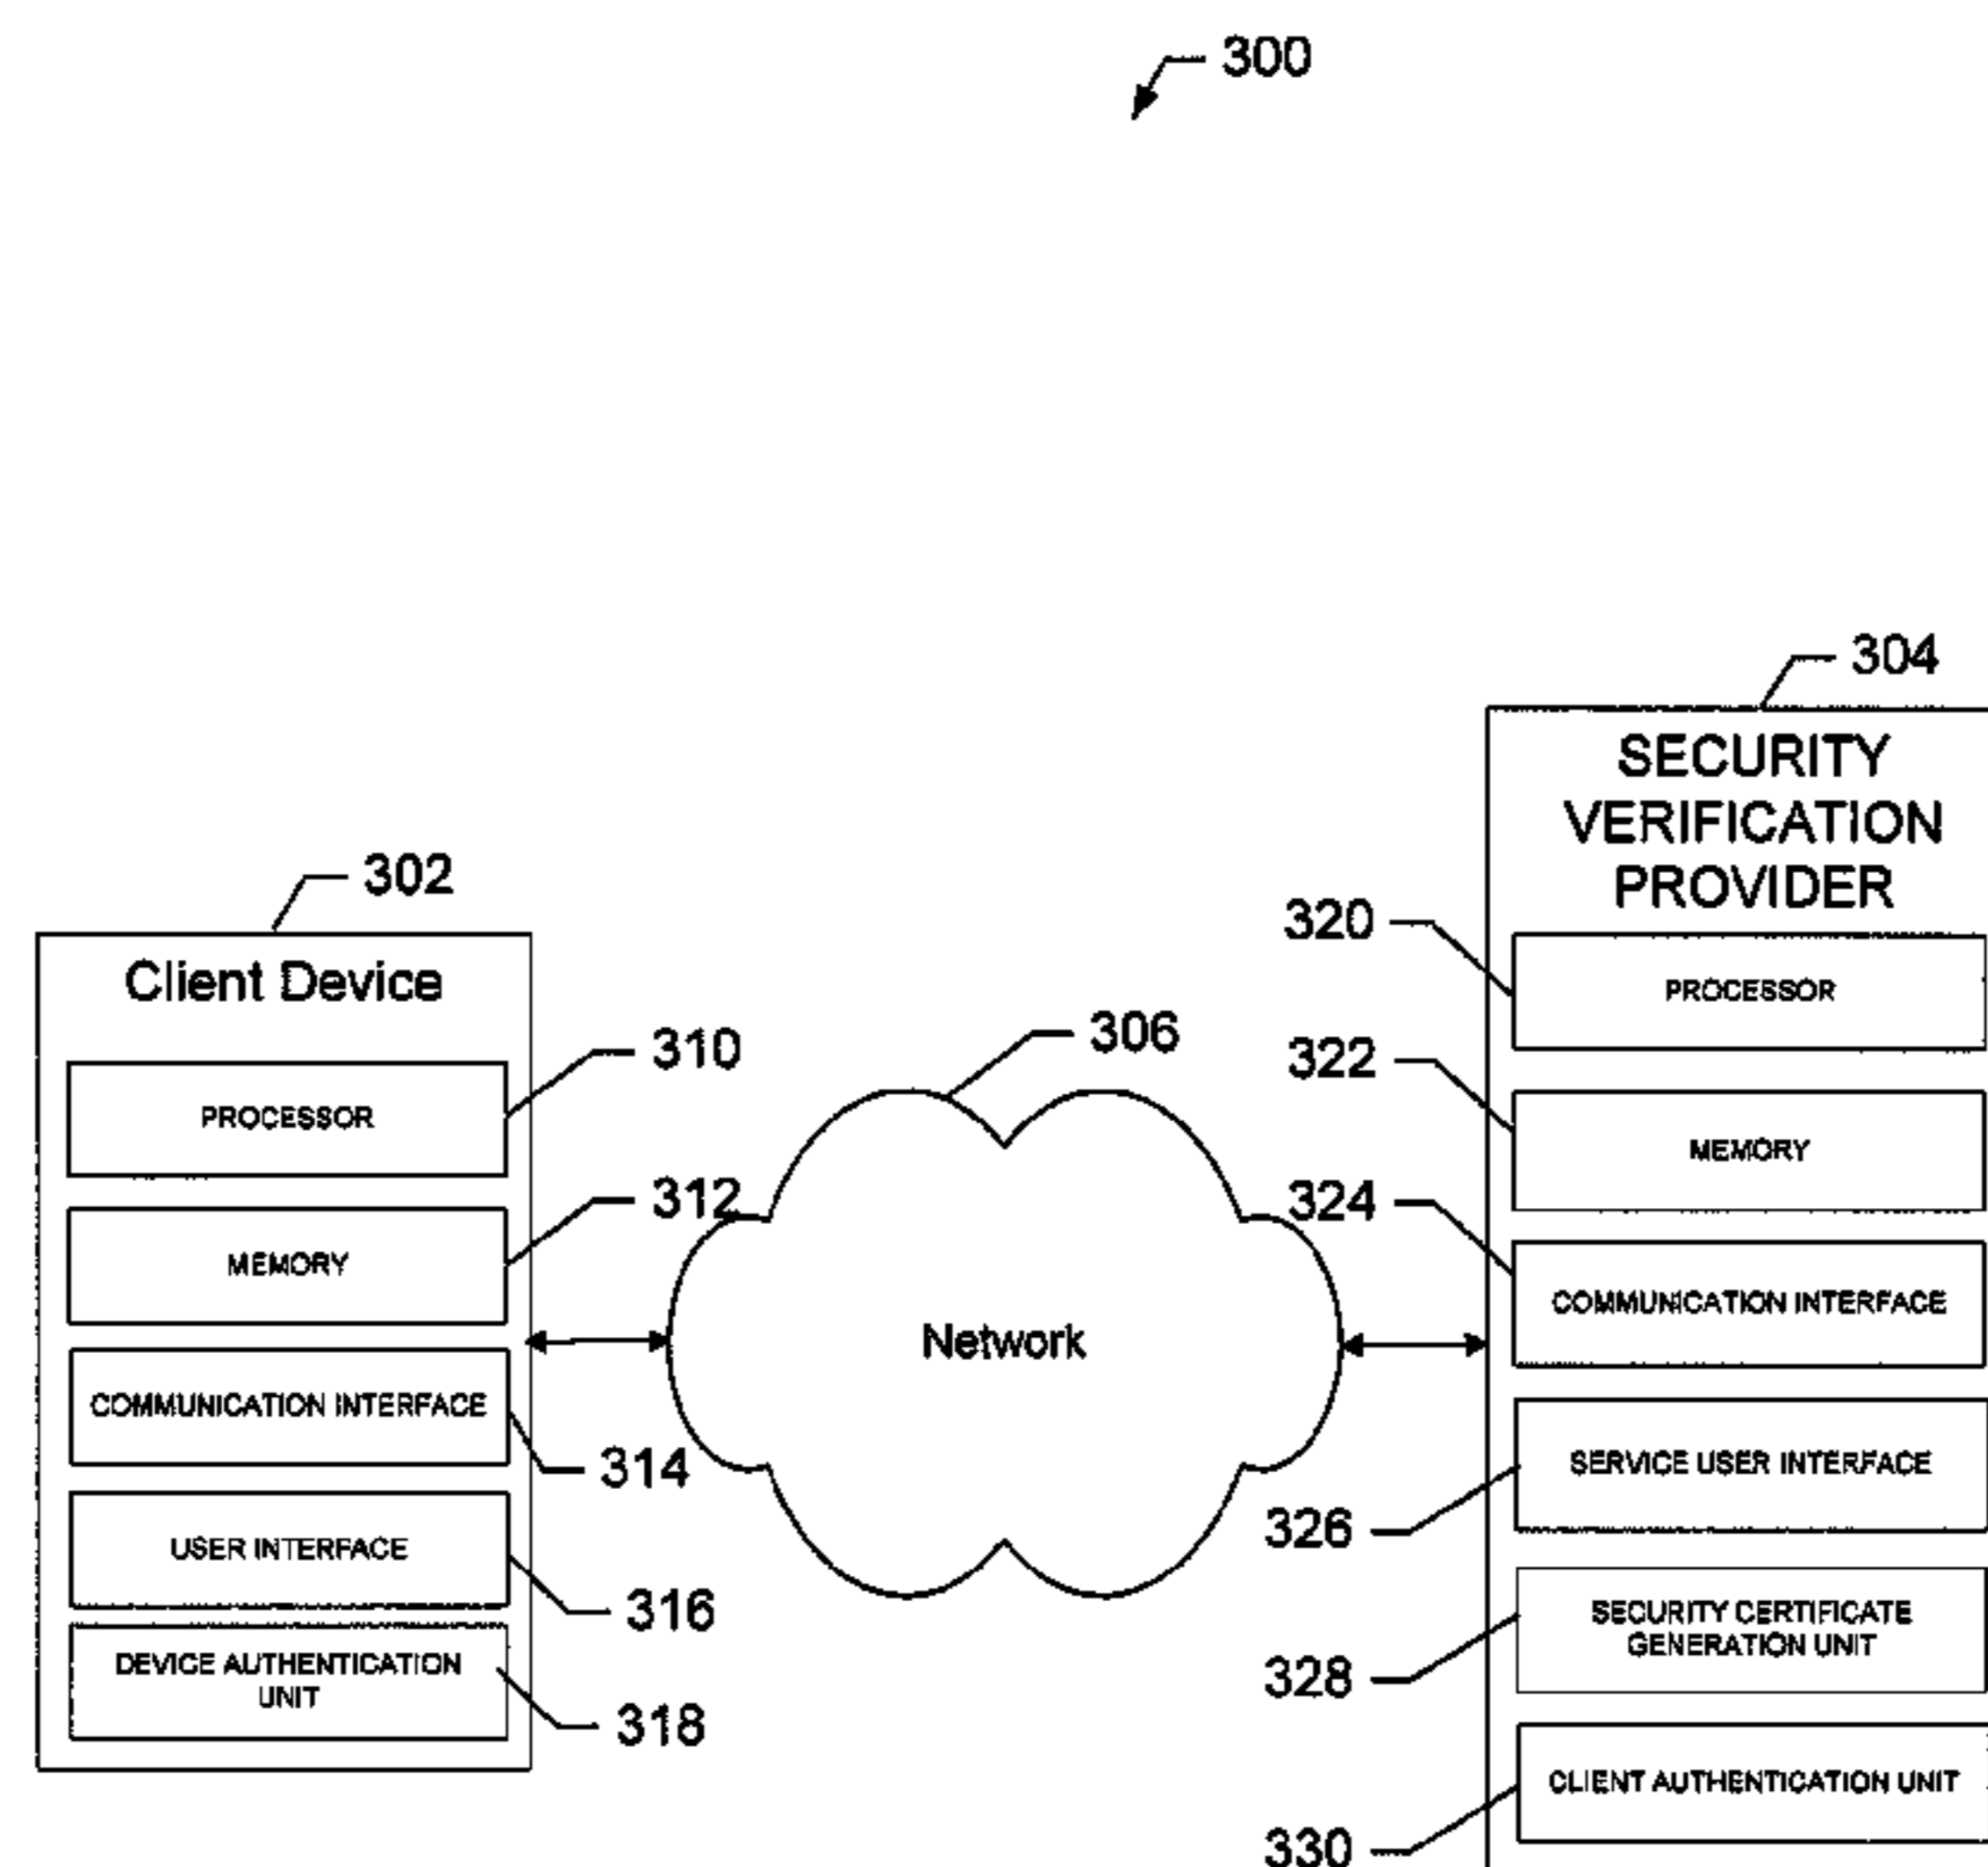 300
304
SECURITY
VERIFICATION
PROVIDER
302
Client Device
320
PROCESSOR
310
PROCESSOR
306
322
MEMORY
312
MEMORY
324
COMMUNICATION INTERFACE
Network
COMMUNICATION INTERFACE
314
SERVICE USER INTERFACE
326
USER INTERFACE
316
SECURITY CERTIFICATE
GENERATION UNIT
328
DEVICE AUTHENTICATION
UNIT
318
CLIENT AUTHENTICATION UNIT
330